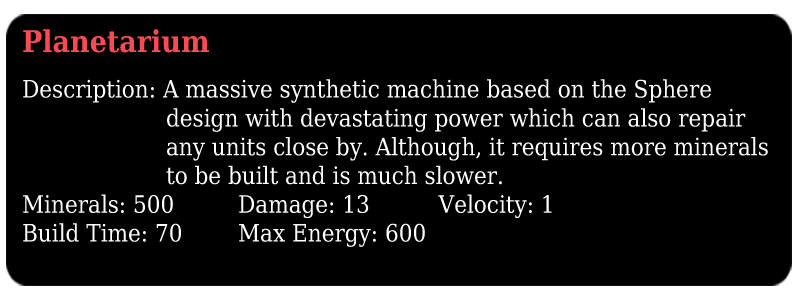 Planetarium
Description: A massive synthetic machine based on the Sphere
design with devastating power which can also repair
any units close by. Although, it requires more minerals
to be built and is much slower.
Minerals: 500 Damage: 13 Velocity: 1
Build Time: 70 Max Energy: 600